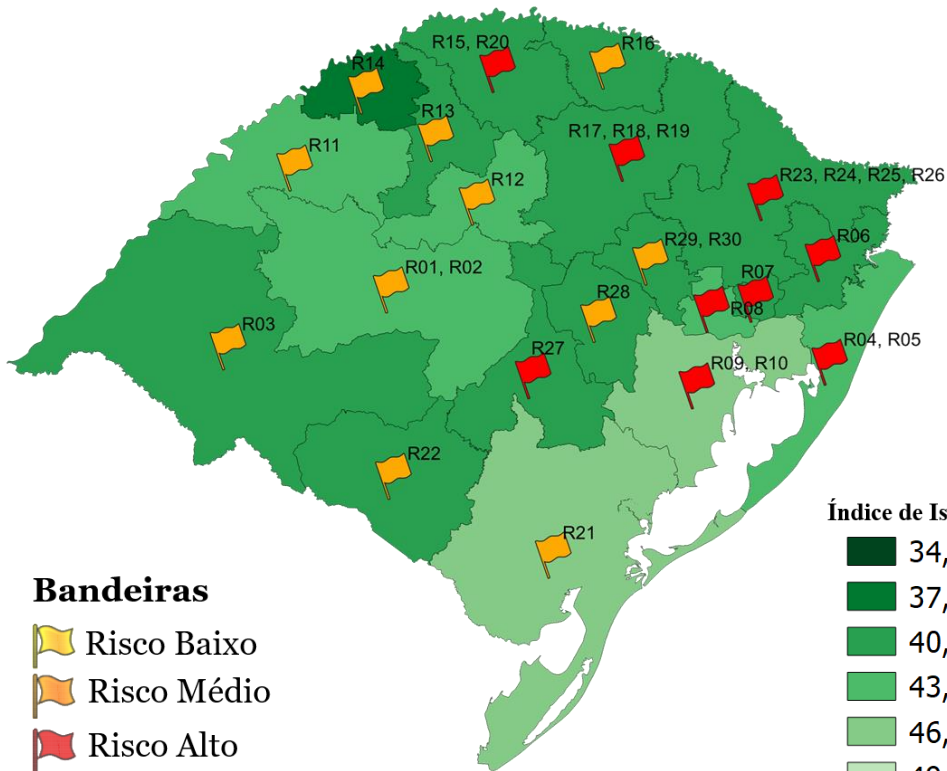 R15, R20
R16
R14
R13
R17, R18, R19
R11
R12
R23, R24, R25, R26
R29, R30
R06
R01, R02
R07
R28
R08
R03
R04, R05
R27
R09, R10
R22
R21
Índice de Is
34,
37,
40,
43,
46,
Bandeiras
Risco Baixo
Risco Médio
Risco Alto